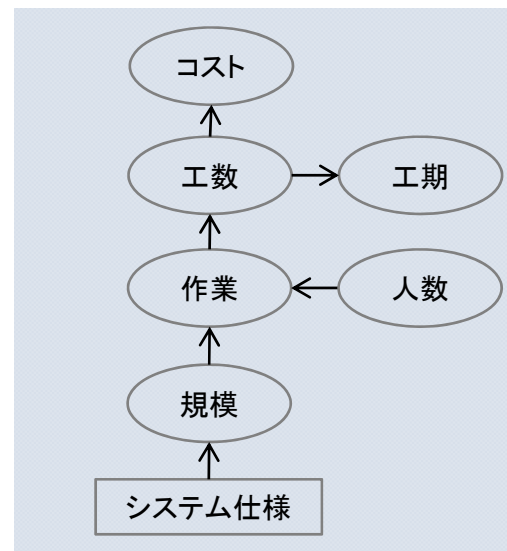 コスト
工数
工期
作業
人数
規模
システム仕様